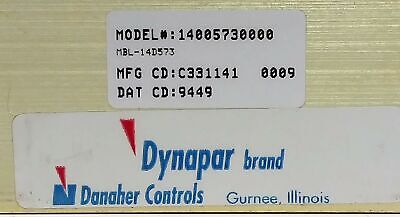 MODEL#:14005730000
MBL-14D573
MFG CD:C331141 0009
DAT CD:9449
Dynapar brand
Danaher Controls Gurnee, Illinois